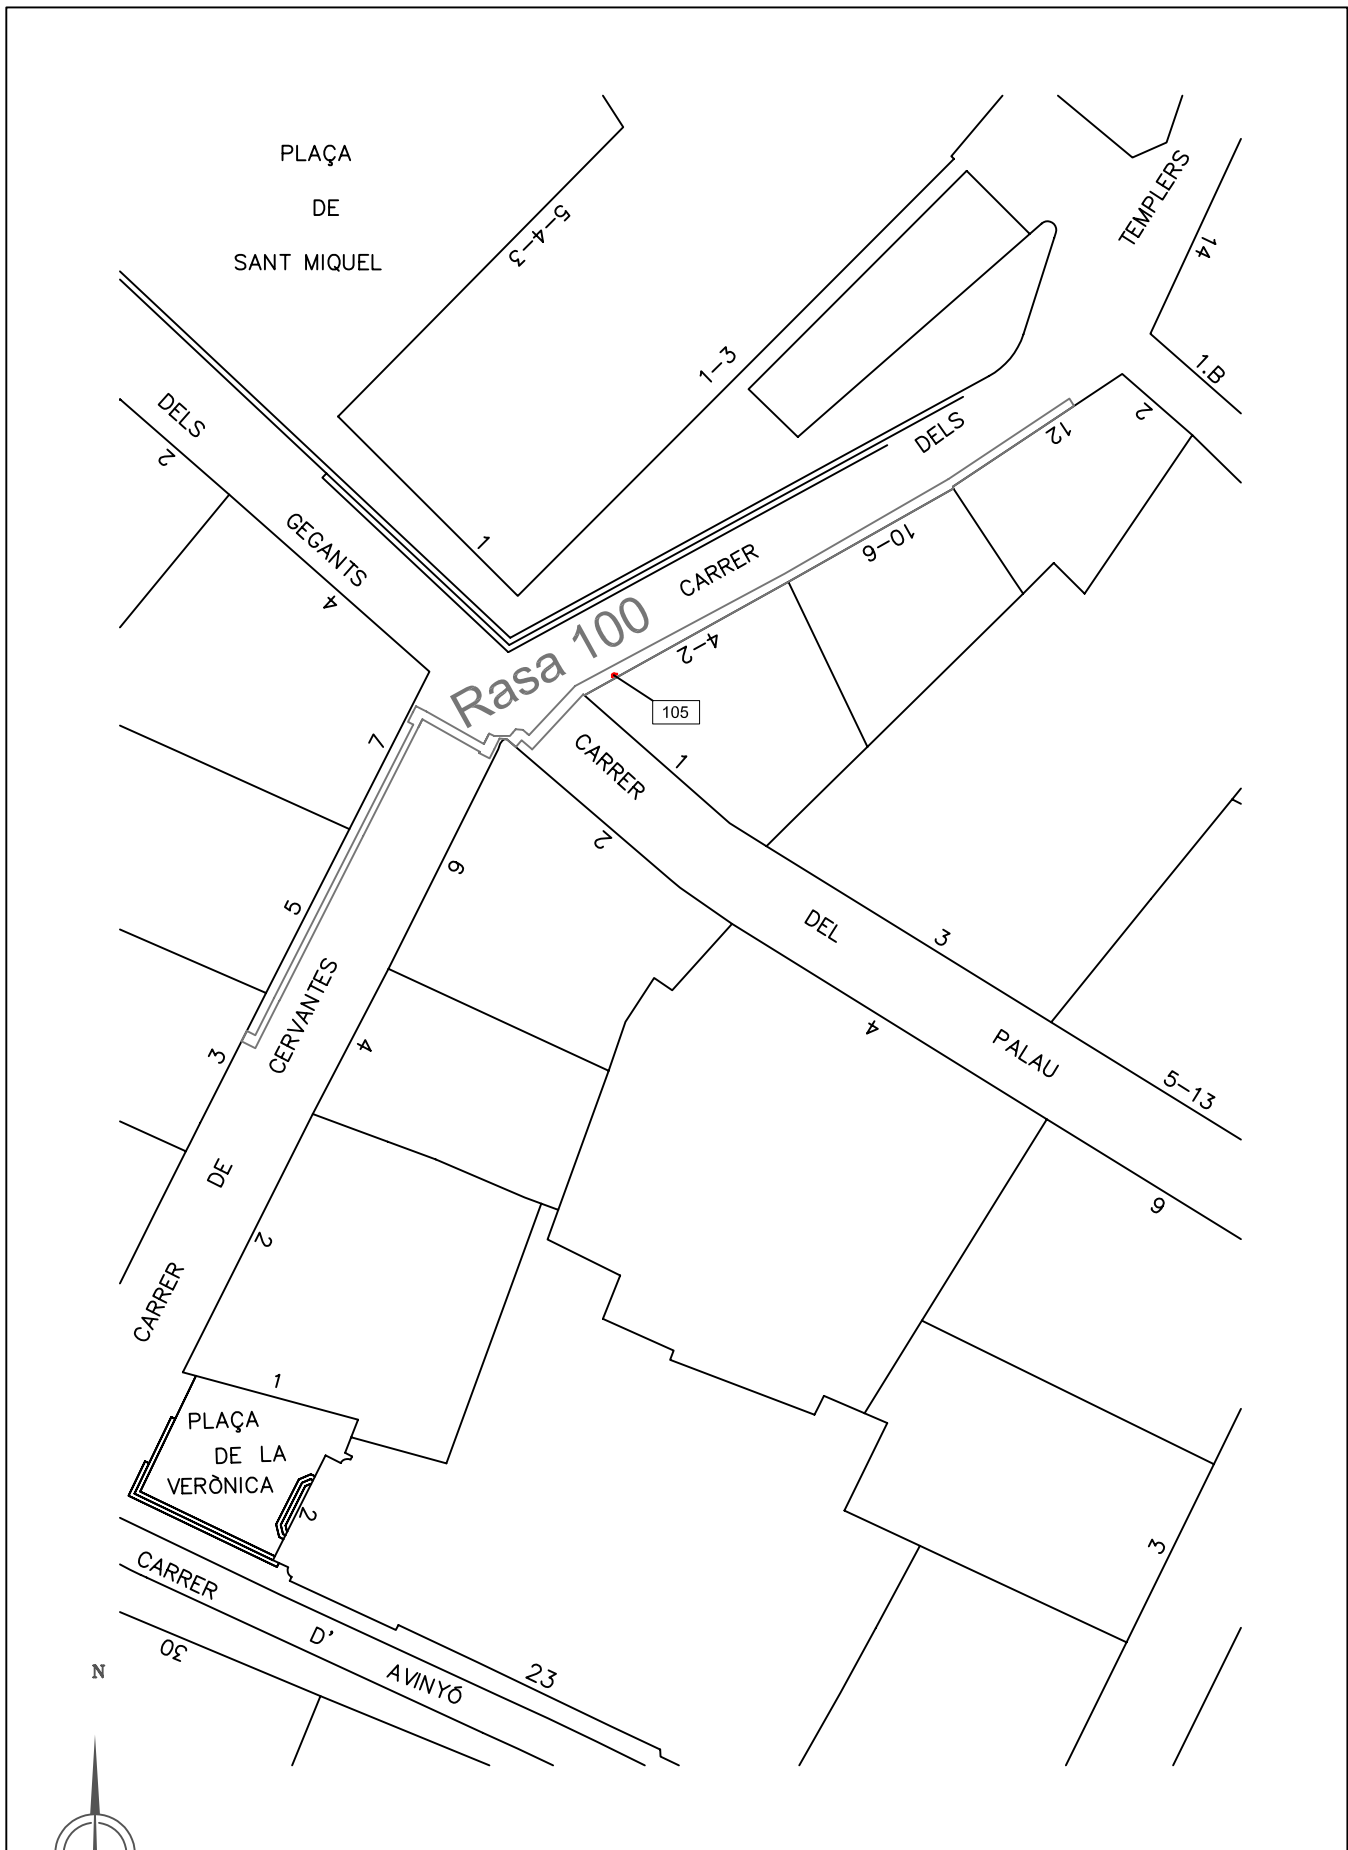 PLAÇA
DE
SANT MIQUEL
5-4-3
TEMPLERS
14
1.B
2
1-3
DELS
2
GEGANTS
4
1
DELS
12
10-6
CARRER
4-2
Rasa 100
105
7
CARRER
1
2
6
5
DEL
3
CERVANTES
4
4
PALAU
3
5-13
DE
6
2
CARRER
1
PLAÇA
DE LA
VERÒNICA
2
3
CARRER
D'
AVINYÓ
23
30
N